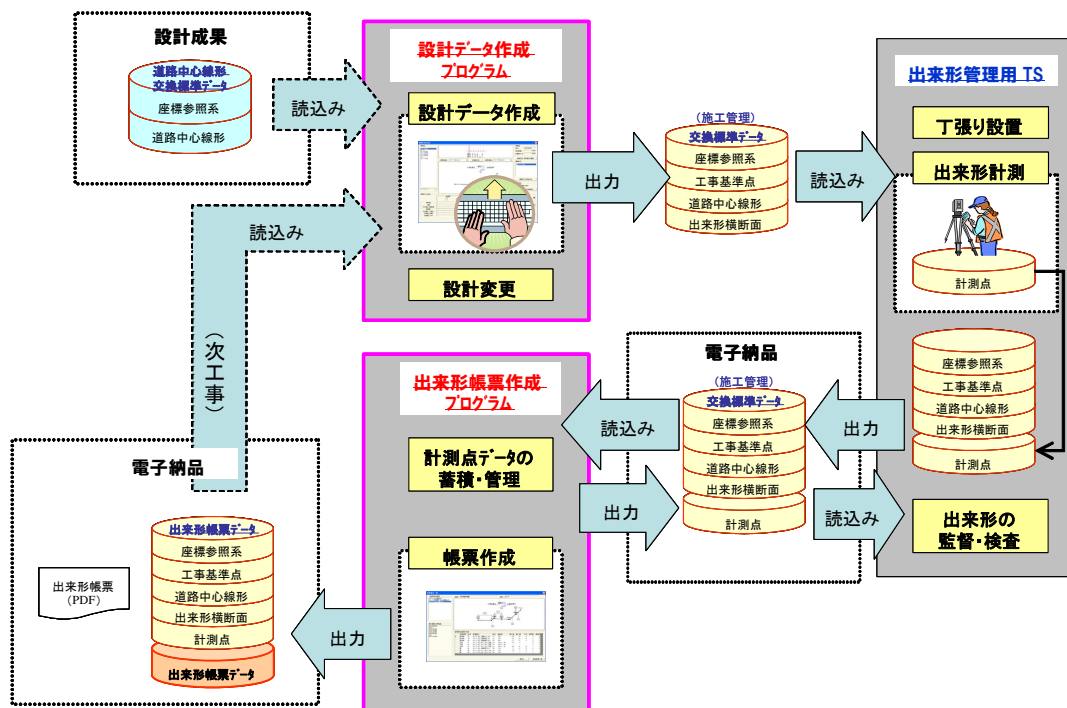 設計成果
道路中心線形
交換標準データ
座標参照系
道路中心線形
読込み
設計データ作成
プログラム
設計データ作成
設計変更
出力
(施工管理)
交換標準データ
座標参照系
工事基準点
道路中心線形
出来形横断面
読込み
出来形管理用TS
丁張り設置
出来形計測
計測点
座標参照系
工事基準点
道路中心線形
出来形横断面
計測点
出来形の
監督・検査
読込み
(次工事)
出来形帳票作成
プログラム
計測点データの
蓄積・管理
帳票作成
読込み
出力
電子納品
(施工管理)
交換標準データ
座標参照系
工事基準点
道路中心線形
出来形横断面
計測点
出力
読込み
電子納品
出来形帳票データ
座標参照系
工事基準点
道路中心線形
出来形横断面
計測点
出来形帳票データ
出来形帳票
(PDF)
出力